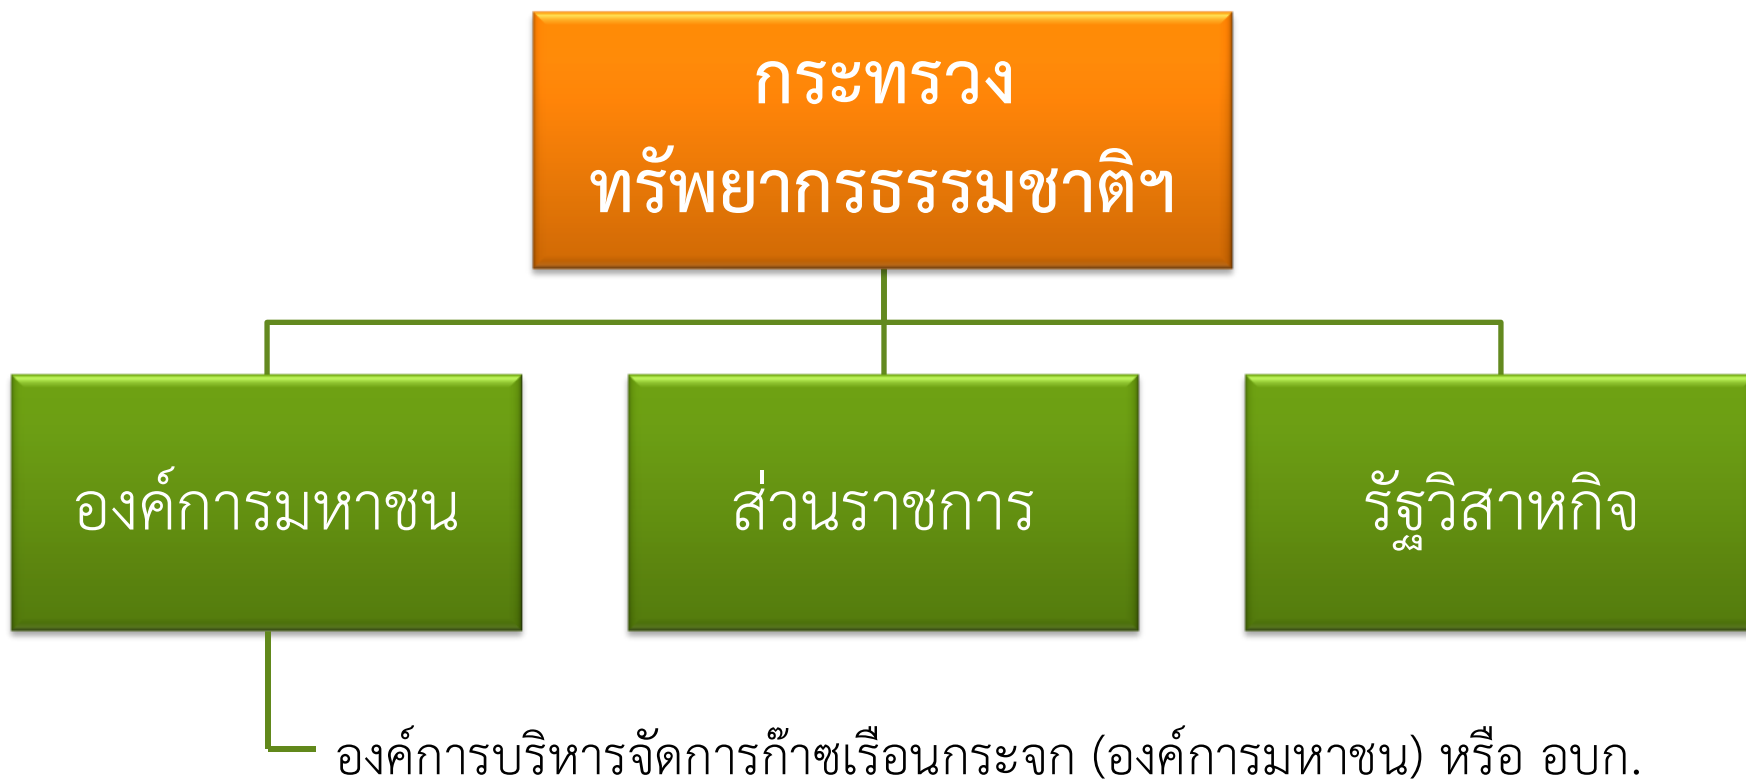 กระทรวง
ทรัพยากรธรรมชาติฯ
องค์การมหาชน
ส่วนราชการ
รัฐวิสาหกิจ
องค์การบริหารจัดการก๊าซเรือนกระจก (องค์การมหาชน) หรือ อบก.